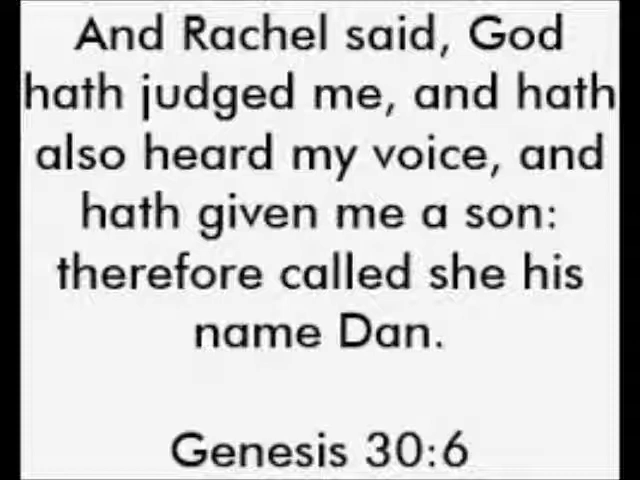 And Rachel said, God
hath judged me, and hath
also heard my voice, and
hath given me a son:
therefore called she his
name Dan.
Genesis 30:6